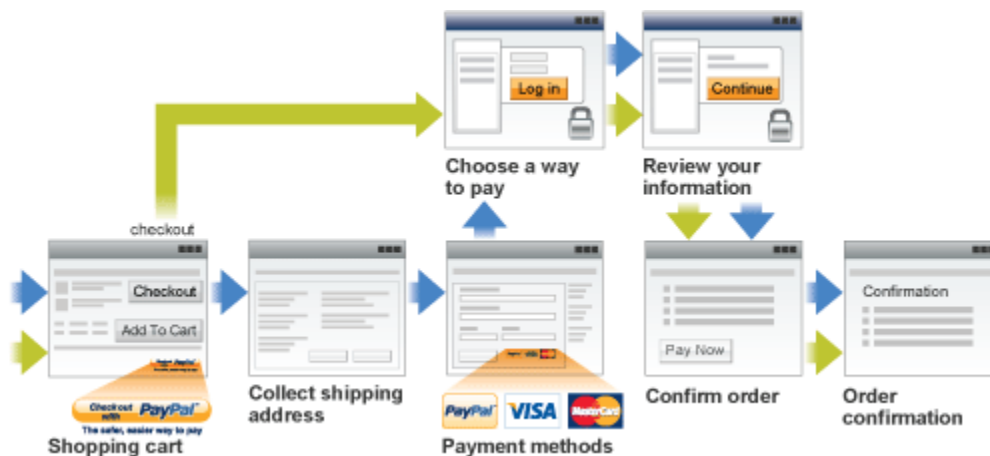 Log in
Continue
Choose a way
to pay
Review your
information
checkout
Checkout
Add To Cart
Checkout
with
PayPal
The safer, easier way to pay
Shopping cart
Collect shipping
address
PayPal
VISA
MasterCard
Payment methods
Pay Now
Confirm order
Confirmation
Order
confirmation